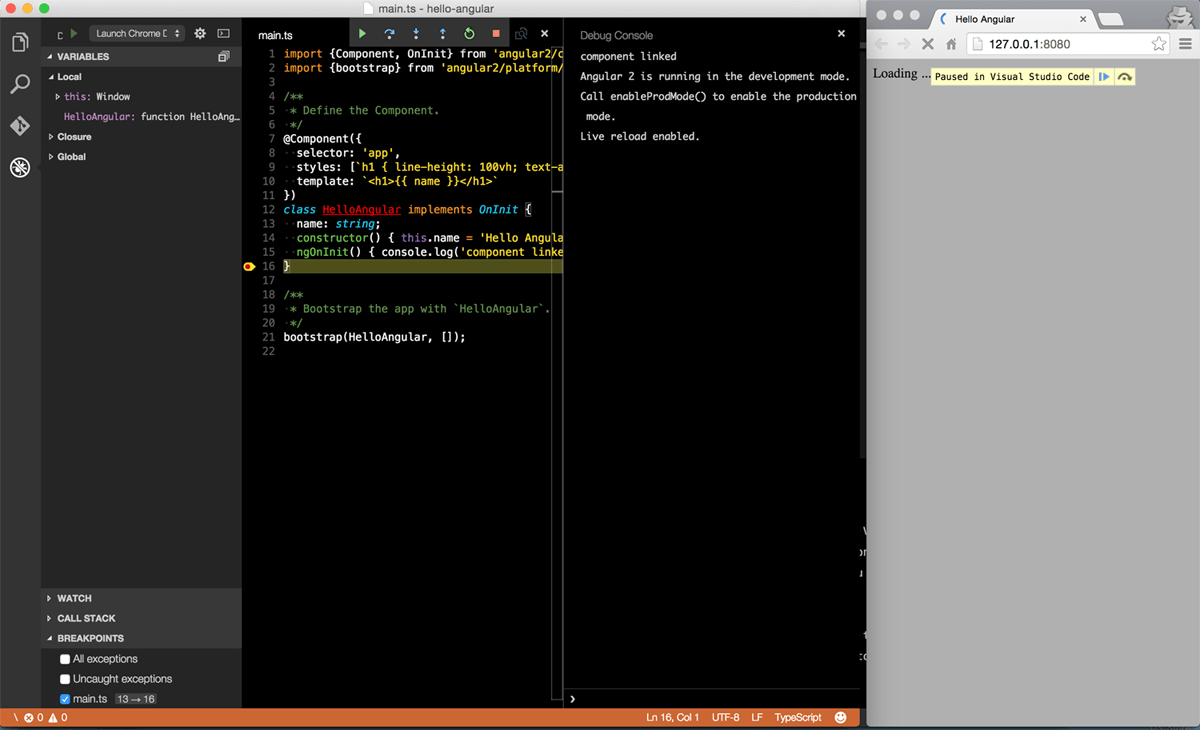 main.ts - hello-angular
Launch Chrome
VARIABLES
Local
this: Window
HelloAngular: function HelloAng…
Closure
Global
WATCH
CALL STACK
BREAKPOINTS
All exceptions
Uncaught exceptions
main.ts 13 → 16
main.ts
1 import {Component, OnInit} from 'angular2/c
2 import {bootstrap} from 'angular2/platform/
3
4 /**
5 * Define the Component.
6 */
7 @Component({
8 selector: 'app',
9 styles: [`h1 { line-height: 100vh; text-a
10 template: `<h1>{{ name }}</h1>`
11 })
12 class HelloAngular implements OnInit {
13 name: string;
14 constructor() { this.name = 'Hello Angula
15 ngOnInit() { console.log('component linke
16 }
17
18 /**
19 * Bootstrap the app with `HelloAngular`.
20 */
21 bootstrap(HelloAngular, []);
22
Debug Console
component linked
Angular 2 is running in the development mode.
Call enableProdMode() to enable the production
mode.
Live reload enabled.
0 0
Ln 16, Col 1 UTF-8 LF TypeScript
Hello Angular
127.0.0.1:8080
Loading ...
Paused in Visual Studio Code